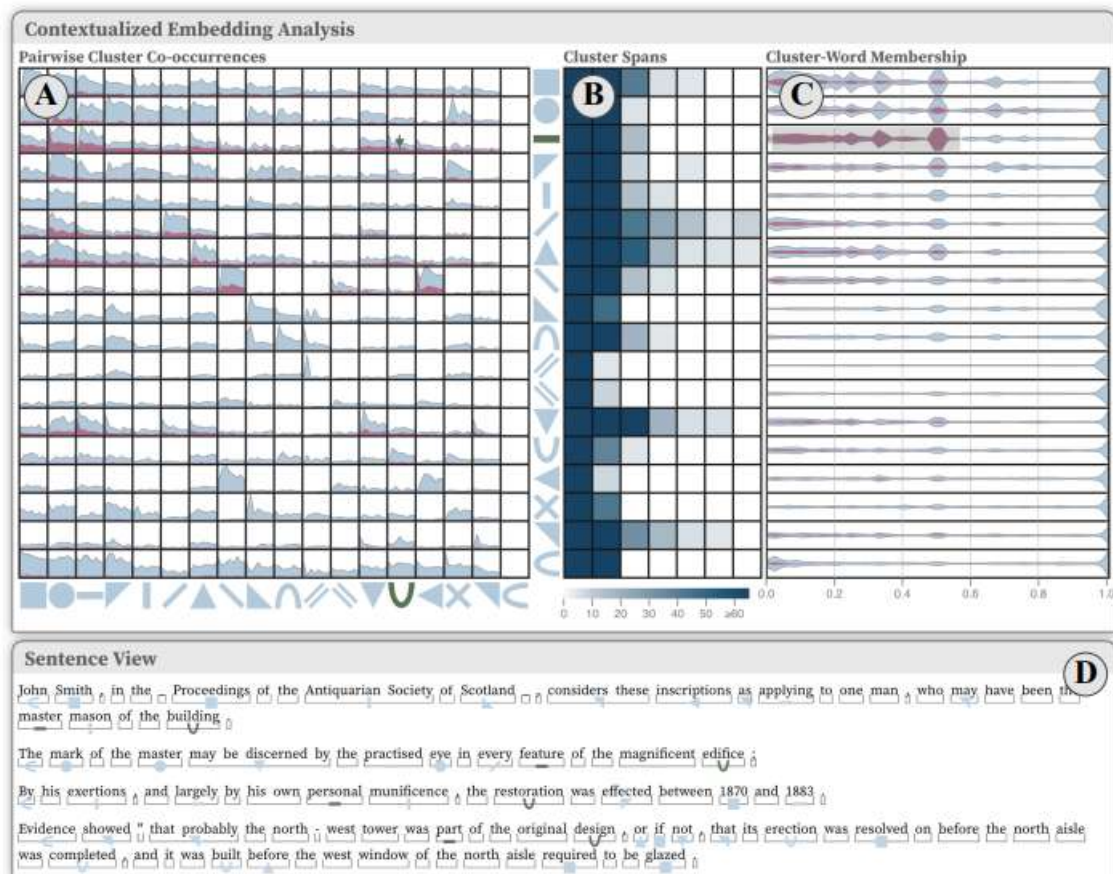 Contextualized Embedding Analysis
Pairwise Cluster Co-occurrences Cluster Spans Cluster-Word Membership
A B C
0 10 20 30 40 50 ≥60 0.0 0.2 0.4 0.6 0.8 1.0
Sentence View
D
John Smith , in the _ Proceedings of the Antiquarian Society of Scotland _ , considers these inscriptions as applying to one man , who may have been the
master mason of the building .
The mark of the master may be discerned by the practised eye in every feature of the magnificent edifice ;
By his exertions , and largely by his own personal munificence , the restoration was effected between 1870 and 1883 .
Evidence showed " that probably the north - west tower was part of the original design , or if not , that its erection was resolved on before the north aisle
was completed , and it was built before the west window of the north aisle required to be glazed .